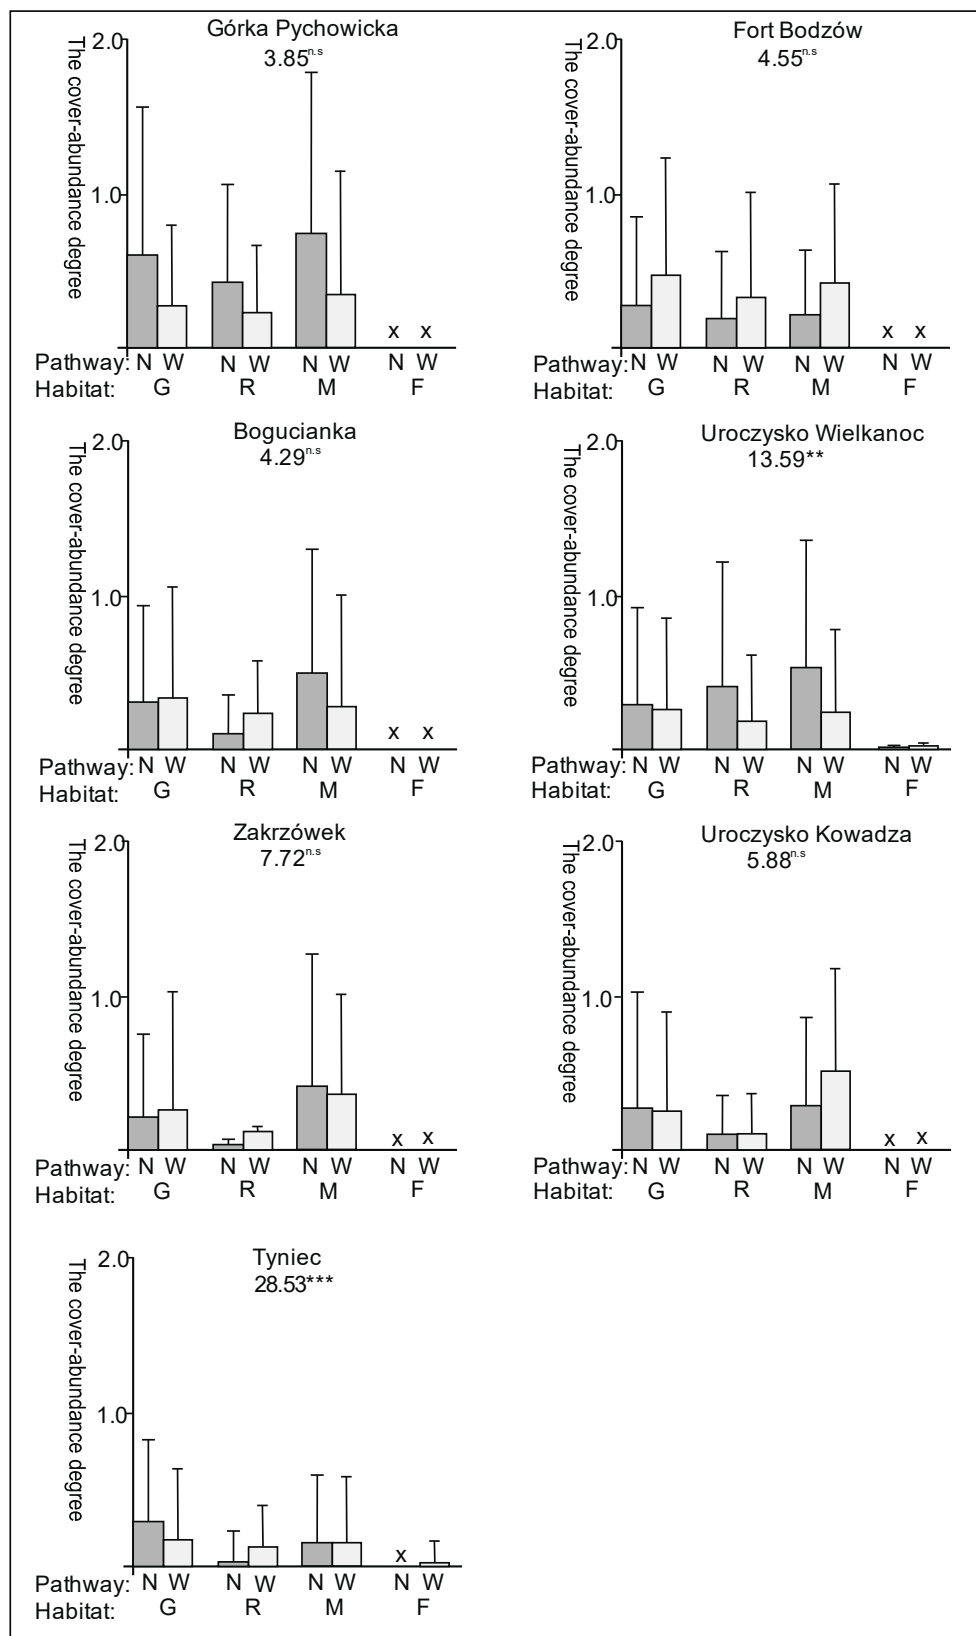 Górka Pychowicka
3.85n.s
The cover-abundance degree
2.0
1.0
x x
Pathway: N W N W N W N W
Habitat: G R M F
Fort Bodzów
4.55n.s
The cover-abundance degree
2.0
1.0
x x
Pathway: N W N W N W N W
Habitat: G R M F
Bogucianka
4.29n.s
The cover-abundance degree
2.0
1.0
x x
Pathway: N W N W N W N W
Habitat: G R M F
Uroczysko Wielkanoc
13.59**
The cover-abundance degree
2.0
1.0
Pathway: N W N W N W N W
Habitat: G R M F
Zakrzówek
7.72n.s
The cover-abundance degree
2.0
1.0
x x
Pathway: N W N W N W N W
Habitat: G R M F
Uroczysko Kowadza
5.88n.s
The cover-abundance degree
2.0
1.0
x x
Pathway: N W N W N W N W
Habitat: G R M F
Tyniec
28.53***
The cover-abundance degree
2.0
1.0
x
Pathway: N W N W N W N W
Habitat: G R M F